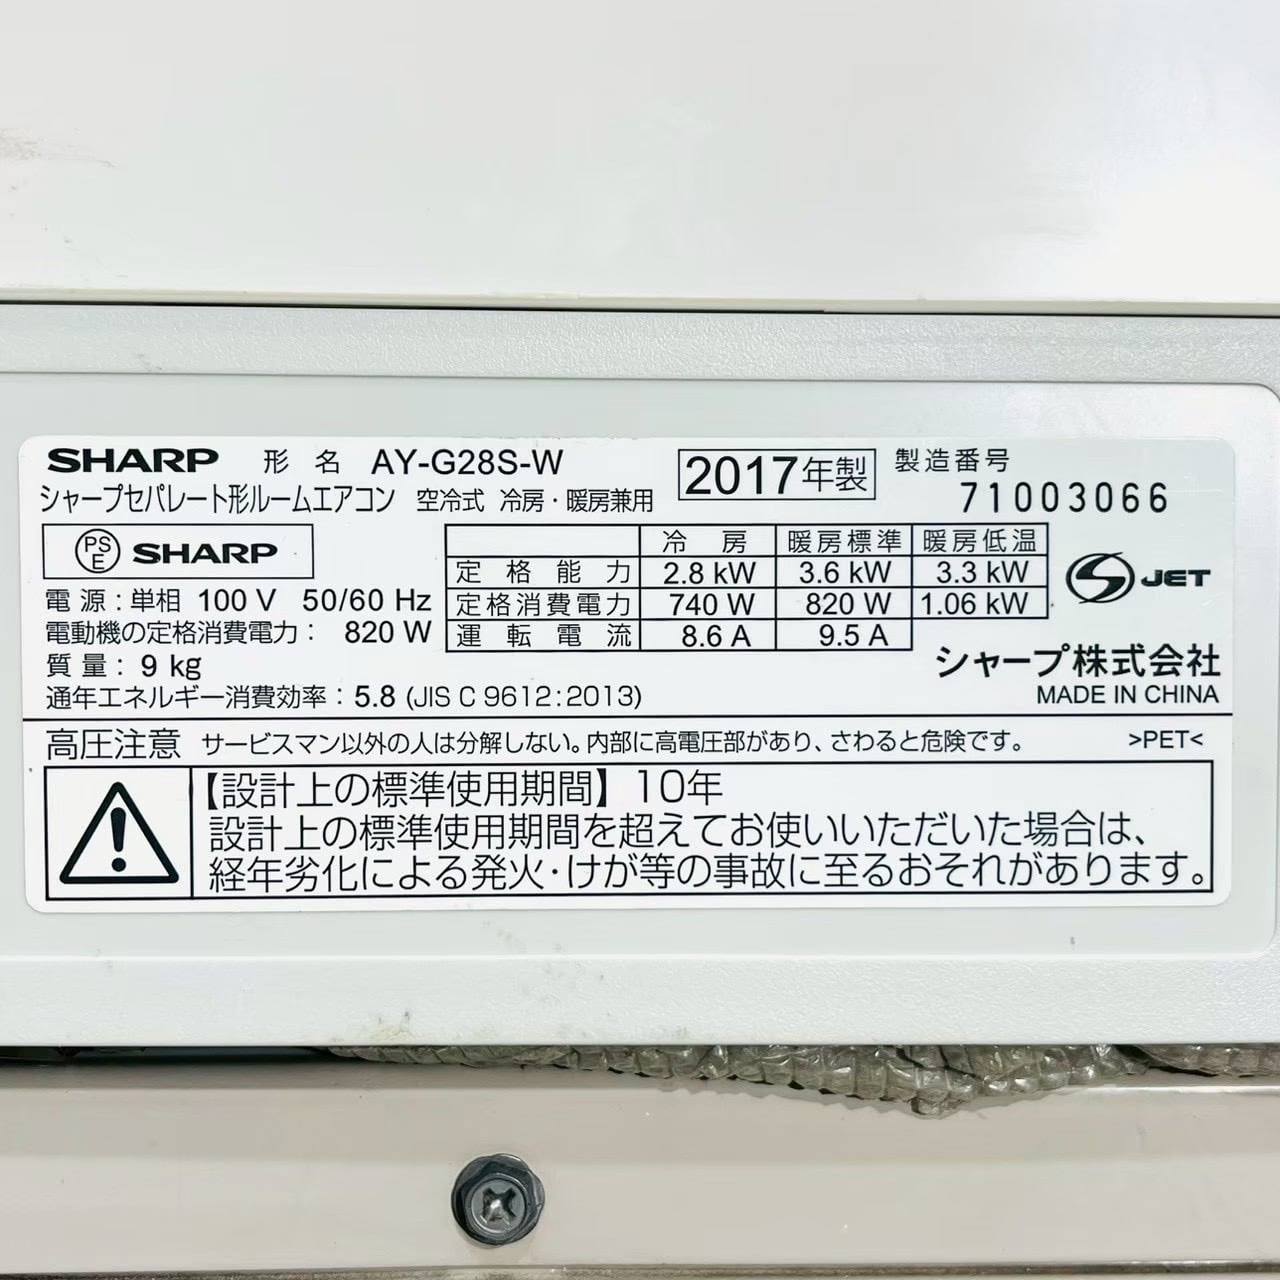 SHARP 形名 AY-G28S-W 2017年製 製造番号
71003066
シャープセパレート形ルームエアコン 空冷式 冷房・暖房兼用
PS
E
SHARP
冷房 暖房標準 暖房低温
定格能力 2.8 kW 3.6 kW 3.3 kW
定格消費電力 740 W 820 W 1.06 kW
運転電流 8.6 A 9.5 A
JET
電源:単相 100 V 50/60 Hz
電動機の定格消費電力: 820 W
質量: 9 kg
通年エネルギー消費効率:5.8 (JIS C 9612:2013)
シャープ株式会社
MADE IN CHINA
高圧注意 サービスマン以外の人は分解しない。内部に高電圧部があり、さわると危険です。 >PET<
【設計上の標準使用期間】10年
設計上の標準使用期間を超えてお使いいただいた場合は、
経年劣化による発火・けが等の事故に至るおそれがあります。